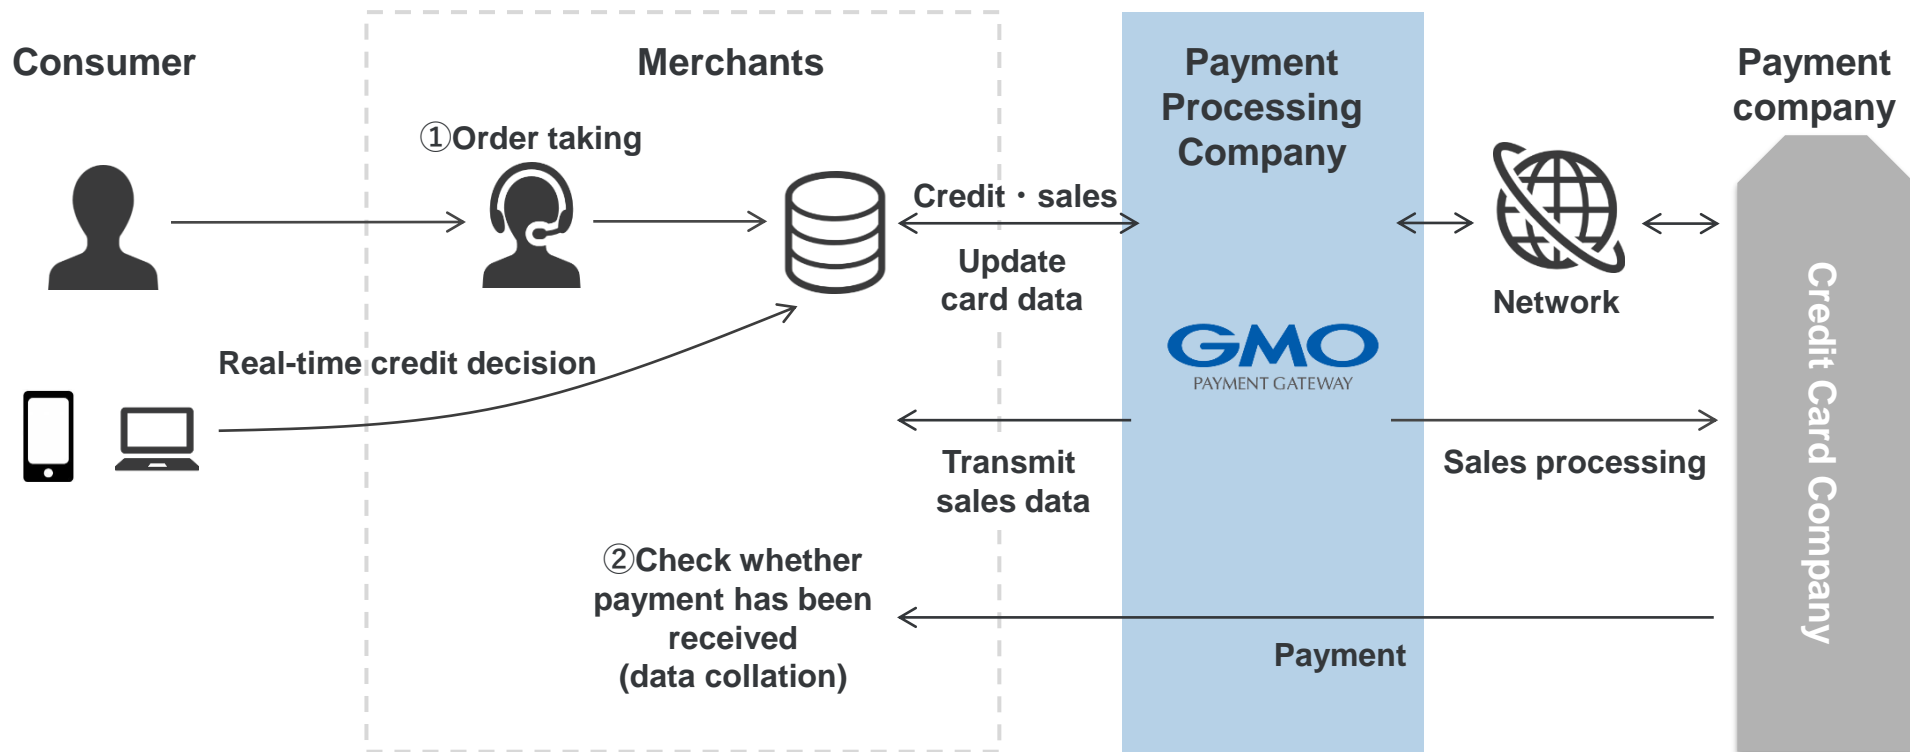 Consumer
Merchants
Payment
Processing
Company
Payment
company
①Order taking
Credit・sales
Update
card data
Network
Real-time credit decision
GMO
PAYMENT GATEWAY
Transmit
sales data
Sales processing
Credit Card Company
②Check whether
payment has been
received
(data collation)
Payment